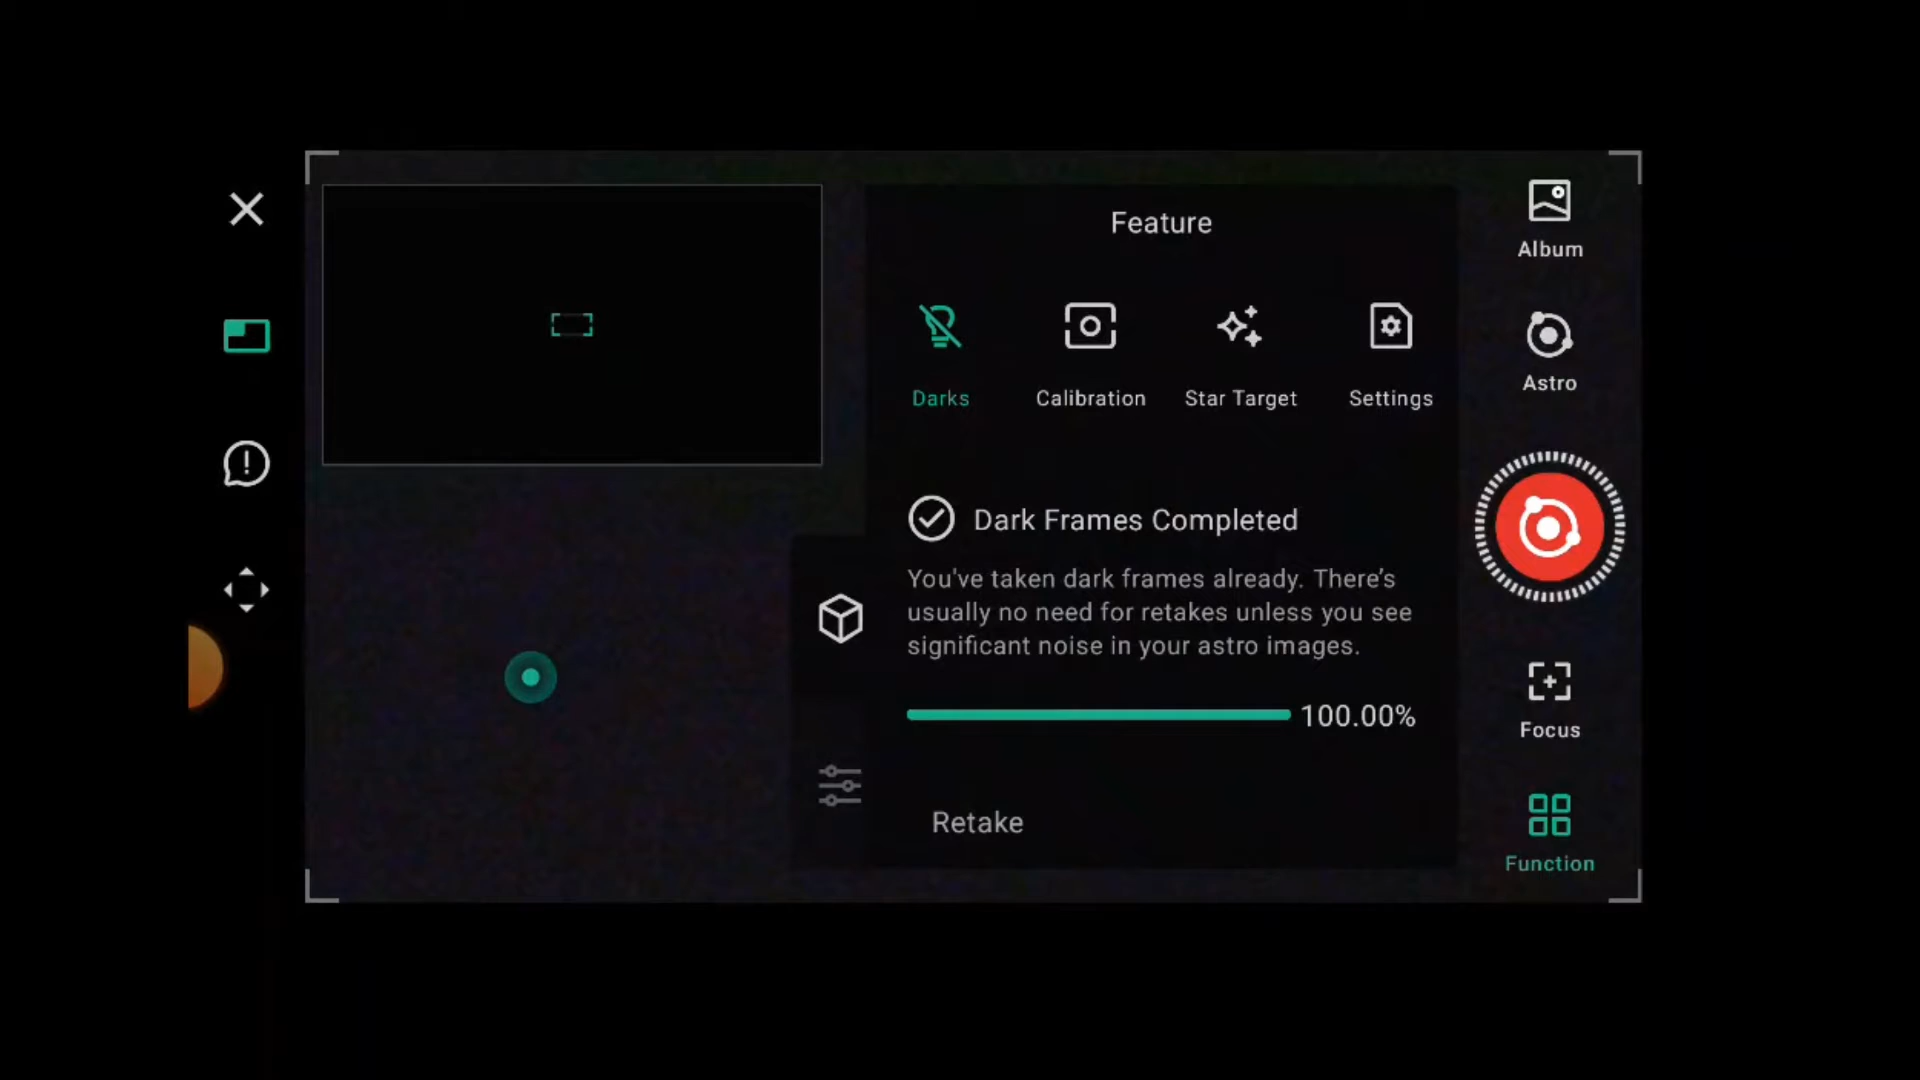 Feature
Darks
Calibration
Star Target
Settings
Dark Frames Completed
You've taken dark frames already. There’s
usually no need for retakes unless you see
significant noise in your astro images.
100.00%
Retake
Album
Astro
Focus
Function